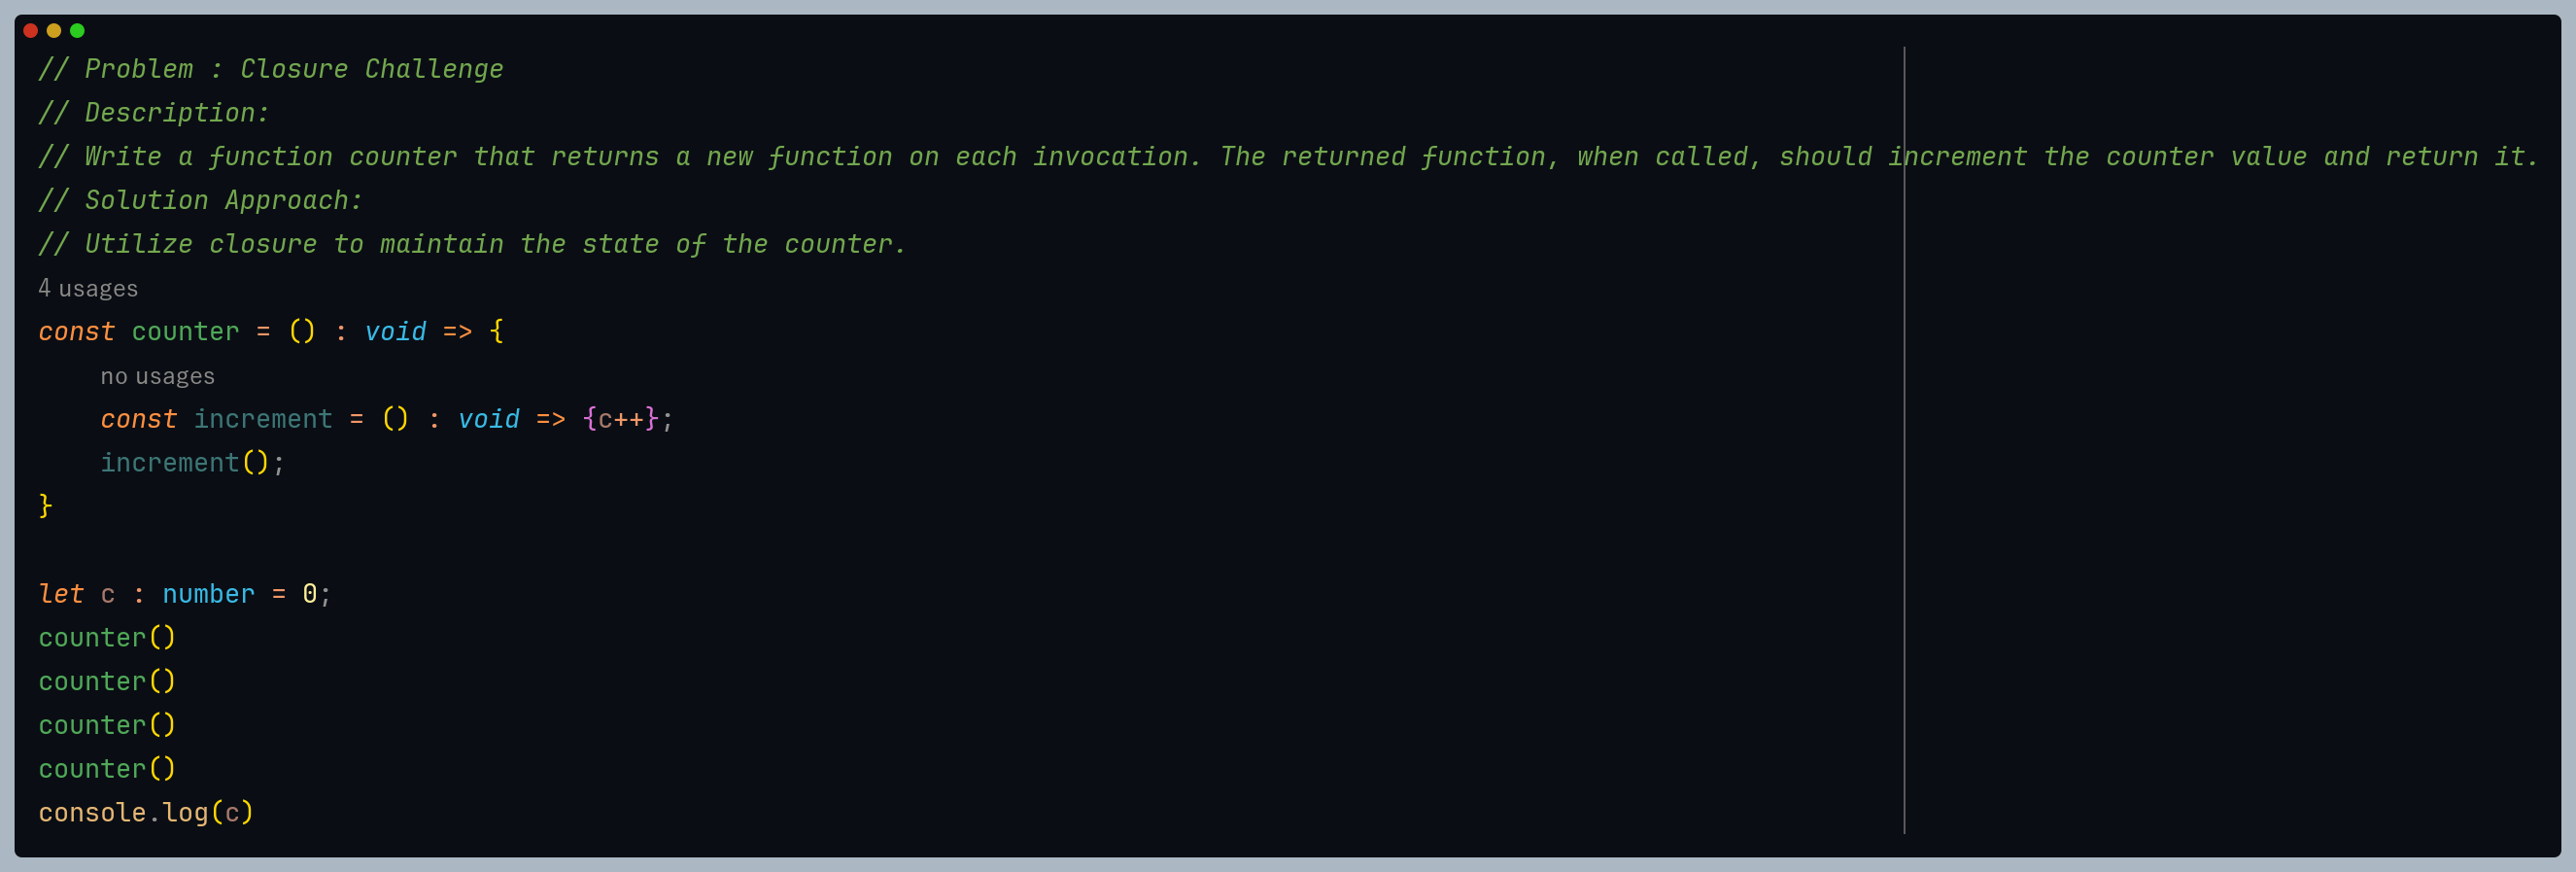 // Problem : Closure Challenge
// Description:
// Write a function counter that returns a new function on each invocation. The returned function, when called, should increment the counter value and return it.
// Solution Approach:
// Utilize closure to maintain the state of the counter.
4 usages
const counter = () : void => {
no usages
const increment = () : void => {c++};
increment();
}
let c : number = 0;
counter()
counter()
counter()
counter()
console.log(c)